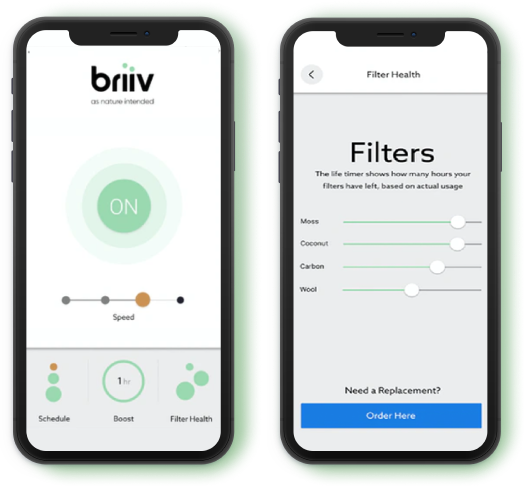 briiv
as nature intended
ON
Speed
1 hr
Schedule
Boost
Filter Health
Filter Health
Filters
The life timer shows how many hours your
filters have left, based on actual usage
Moss
Coconut
Carbon
Wool
Need a Replacement?
Order Here